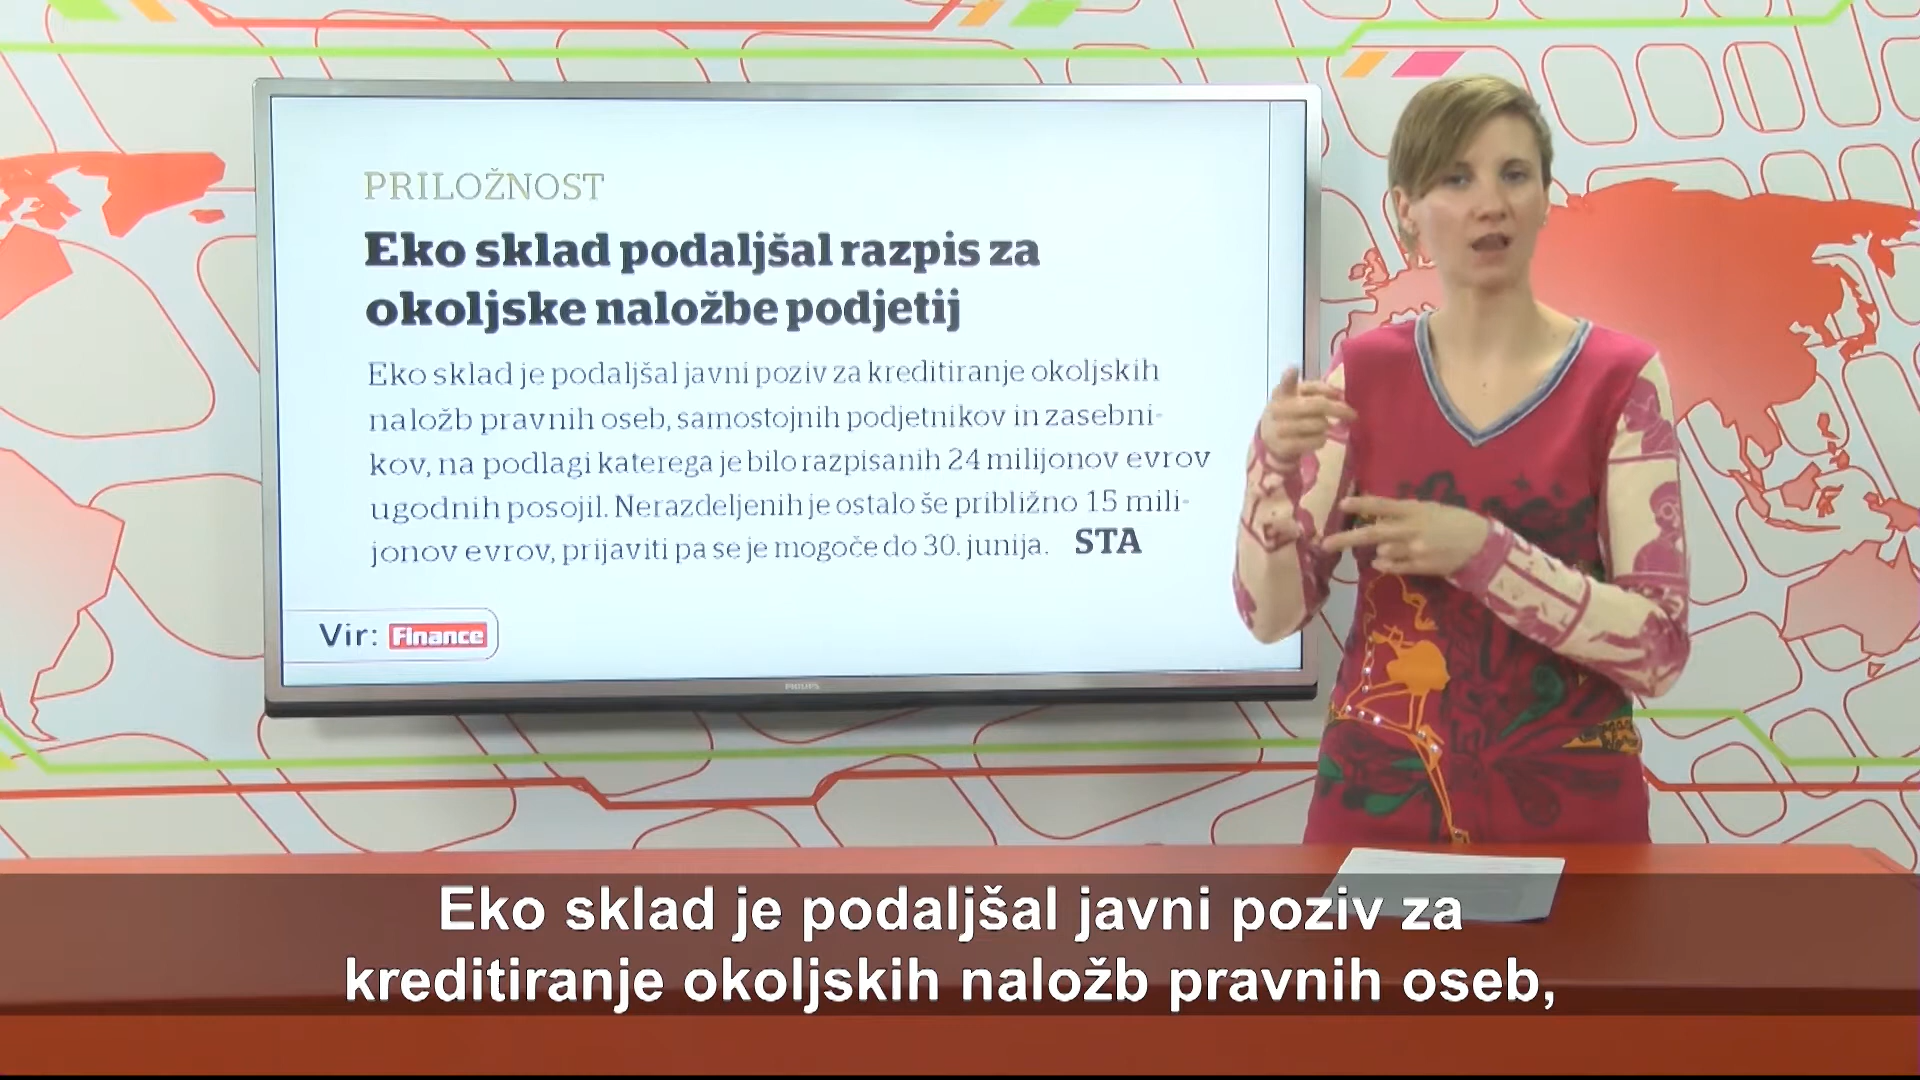 PRILOŽNOST
Eko sklad podaljšal razpis za
okoljske naložbe podjetij
Eko sklad je podaljšal javni poziv za kreditiranje okoljskih
naložb pravnih oseb, samostojnih podjetnikov in zasebni-
kov, na podlagi katerega je bilo razpisanih 24 milijonov evrov
ugodnih posojil. Nerazdeljenih je ostalo še približno 15 mili-
jonov evrov, prijaviti pa se je mogoče do 30. junija. STA
Vir: Finance
PHILIPS
Eko sklad je podaljšal javni poziv za
kreditiranje okoljskih naložb pravnih oseb,